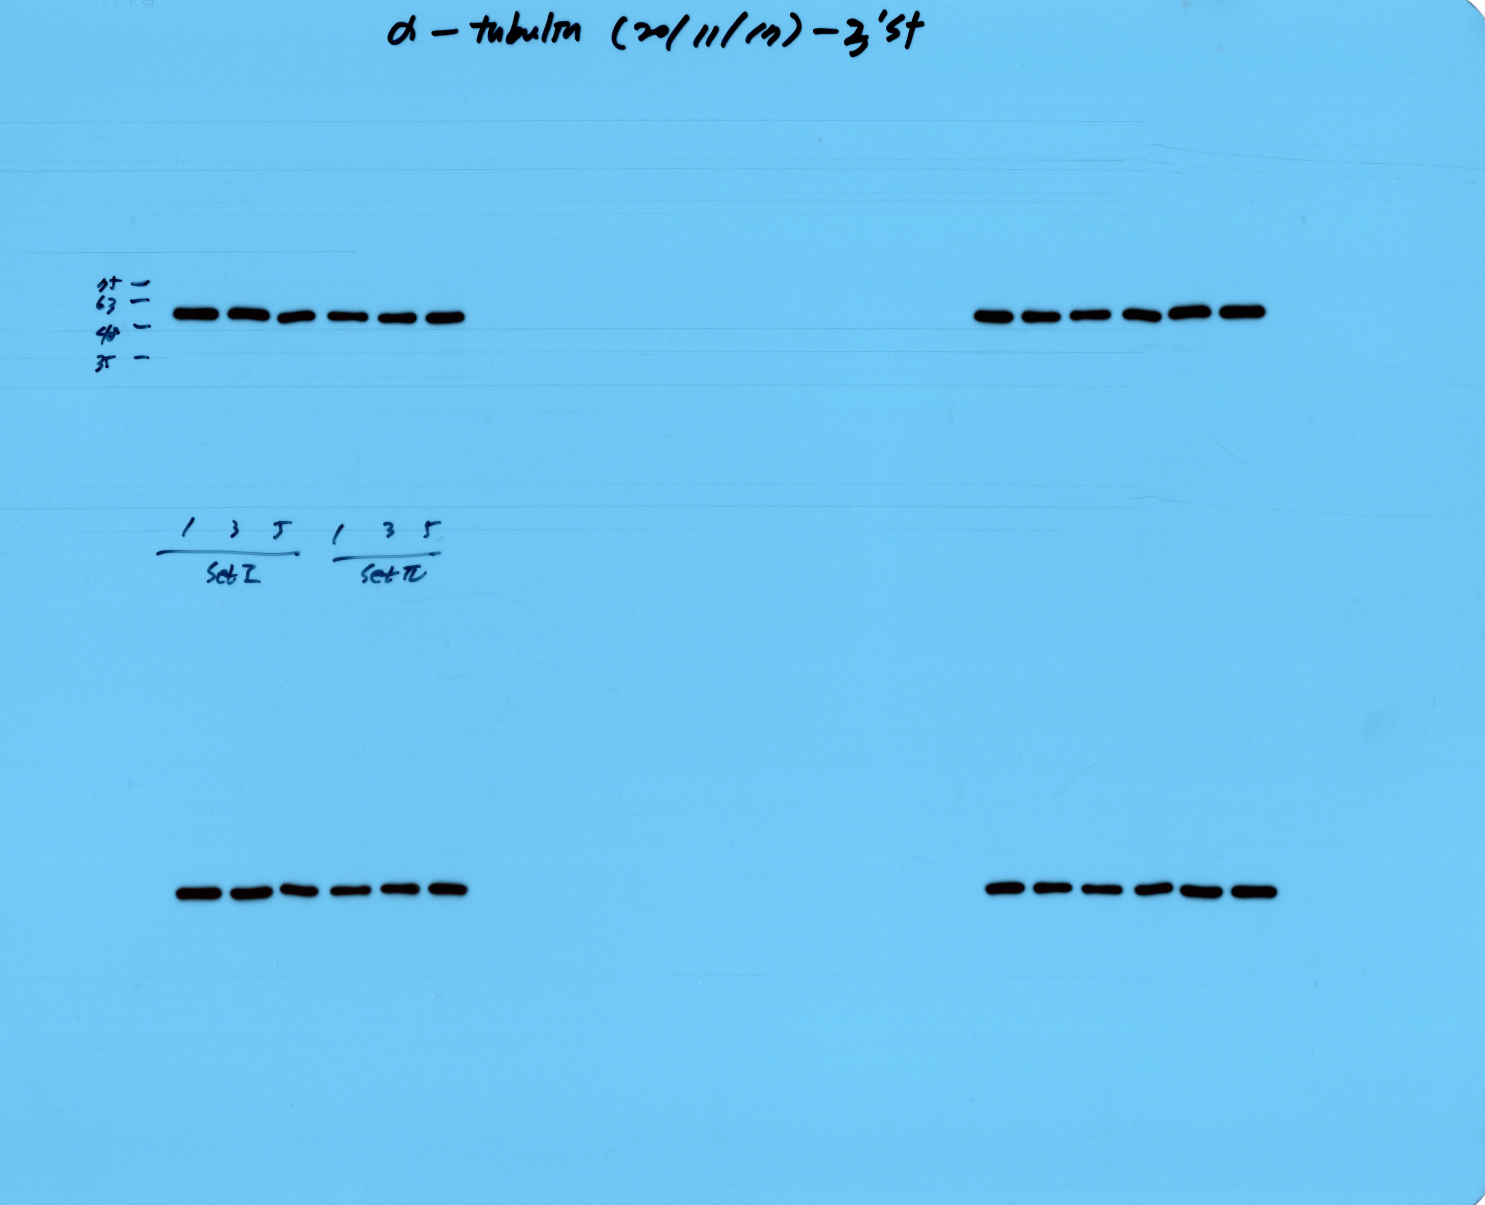 α - tubulin (20/11/17) - 3'st
75 -
63 -
48 -
35 -
1 3 5 1 3 5
Set I Set II